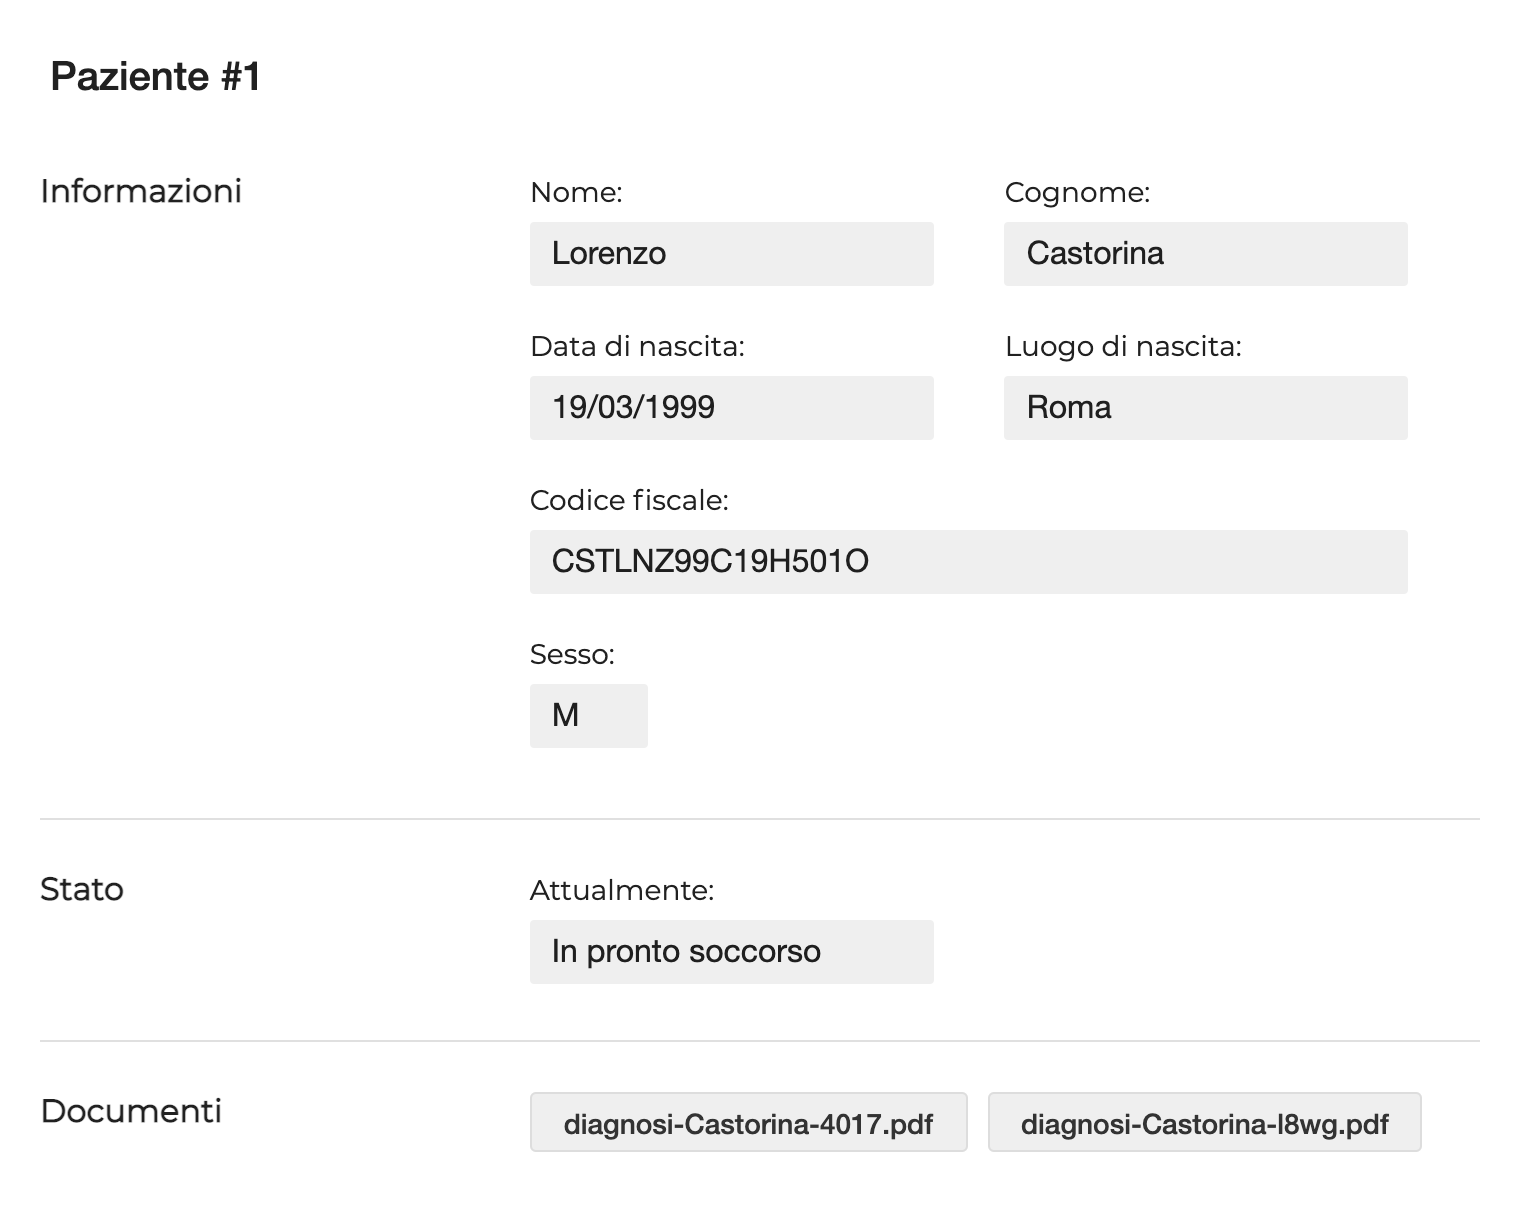 Paziente #1
Informazioni
Nome:
Cognome:
Lorenzo
Castorina
Data di nascita:
Luogo di nascita:
19/03/1999
Roma
Codice fiscale:
CSTLNZ99C19H501O
Sesso:
M
Stato
Attualmente:
In pronto soccorso
Documenti
diagnosi-Castorina-4017.pdf
diagnosi-Castorina-l8wg.pdf